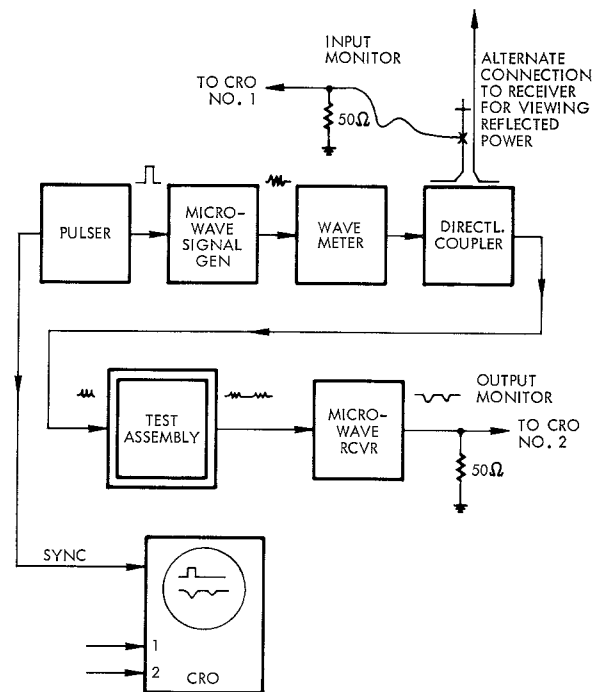 INPUT
MONITOR
ALTERNATE
CONNECTION
TO RECEIVER
FOR VIEWING
REFLECTED
POWER
TO CRO
NO. 1
50Ω
PULSER
MICRO-
WAVE
SIGNAL
GEN
WAVE
METER
DIRECTL.
COUPLER
TEST
ASSEMBLY
MICRO-
WAVE
RCVR
OUTPUT
MONITOR
TO CRO
NO. 2
50Ω
SYNC
1
2
CRO